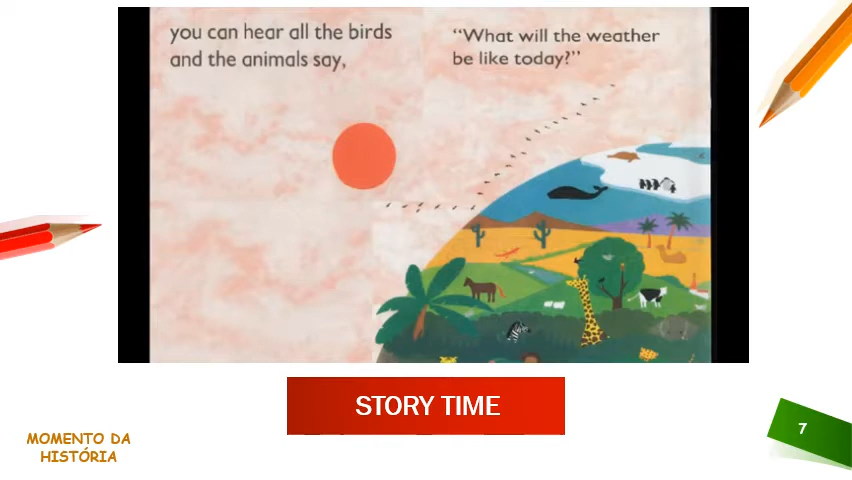 you can hear all the birds
and the animals say,
“What will the weather
be like today?”
STORY TIME
MOMENTO DA
HISTÓRIA
7